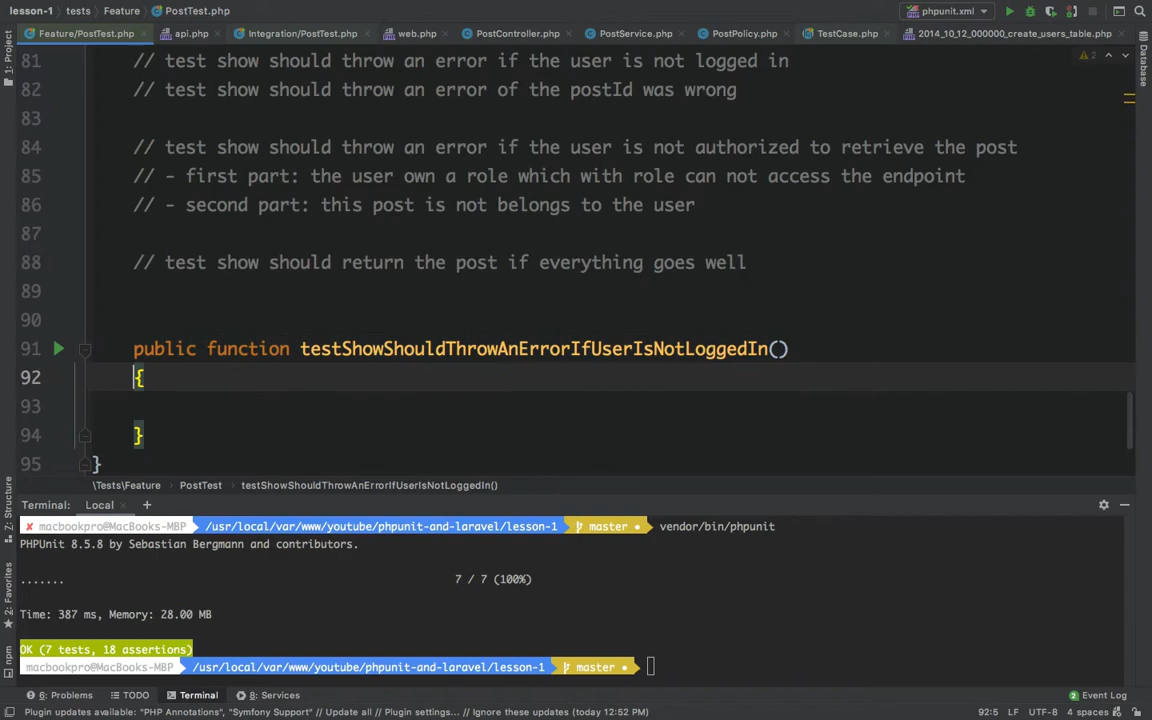 lesson-1 tests Feature PostTest.php phpunit.xml
Feature/PostTest.php api.php Integration/PostTest.php web.php PostController.php PostService.php PostPolicy.php TestCase.php 2014_10_12_000000_create_users_table.php
1: Project
Database
2
81 // test show should throw an error if the user is not logged in
82 // test show should throw an error of the postId was wrong
83
84 // test show should throw an error if the user is not authorized to retrieve the post
85 // - first part: the user own a role which with role can not access the endpoint
86 // - second part: this post is not belongs to the user
87
88 // test show should return the post if everything goes well
89
90
91 public function testShowShouldThrowAnErrorIfUserIsNotLoggedIn()
92 {
93
94 }
95 }
\Tests\Feature PostTest testShowShouldThrowAnErrorIfUserIsNotLoggedIn()
Z: Structure
2: Favorites
npm
Terminal: Local +
✘ macbookpro@MacBooks-MBP /usr/local/var/www/youtube/phpunit-and-laravel/lesson-1 master ● vendor/bin/phpunit
PHPUnit 8.5.8 by Sebastian Bergmann and contributors.
....... 7 / 7 (100%)
Time: 387 ms, Memory: 28.00 MB
OK (7 tests, 18 assertions)
macbookpro@MacBooks-MBP /usr/local/var/www/youtube/phpunit-and-laravel/lesson-1 master ●
6: Problems TODO Terminal 8: Services 2 Event Log
Plugin updates available: "PHP Annotations", "Symfony Support" // Update all // Plugin settings... // Ignore these updates (today 12:52 PM) 92:5 LF UTF-8 4 spaces